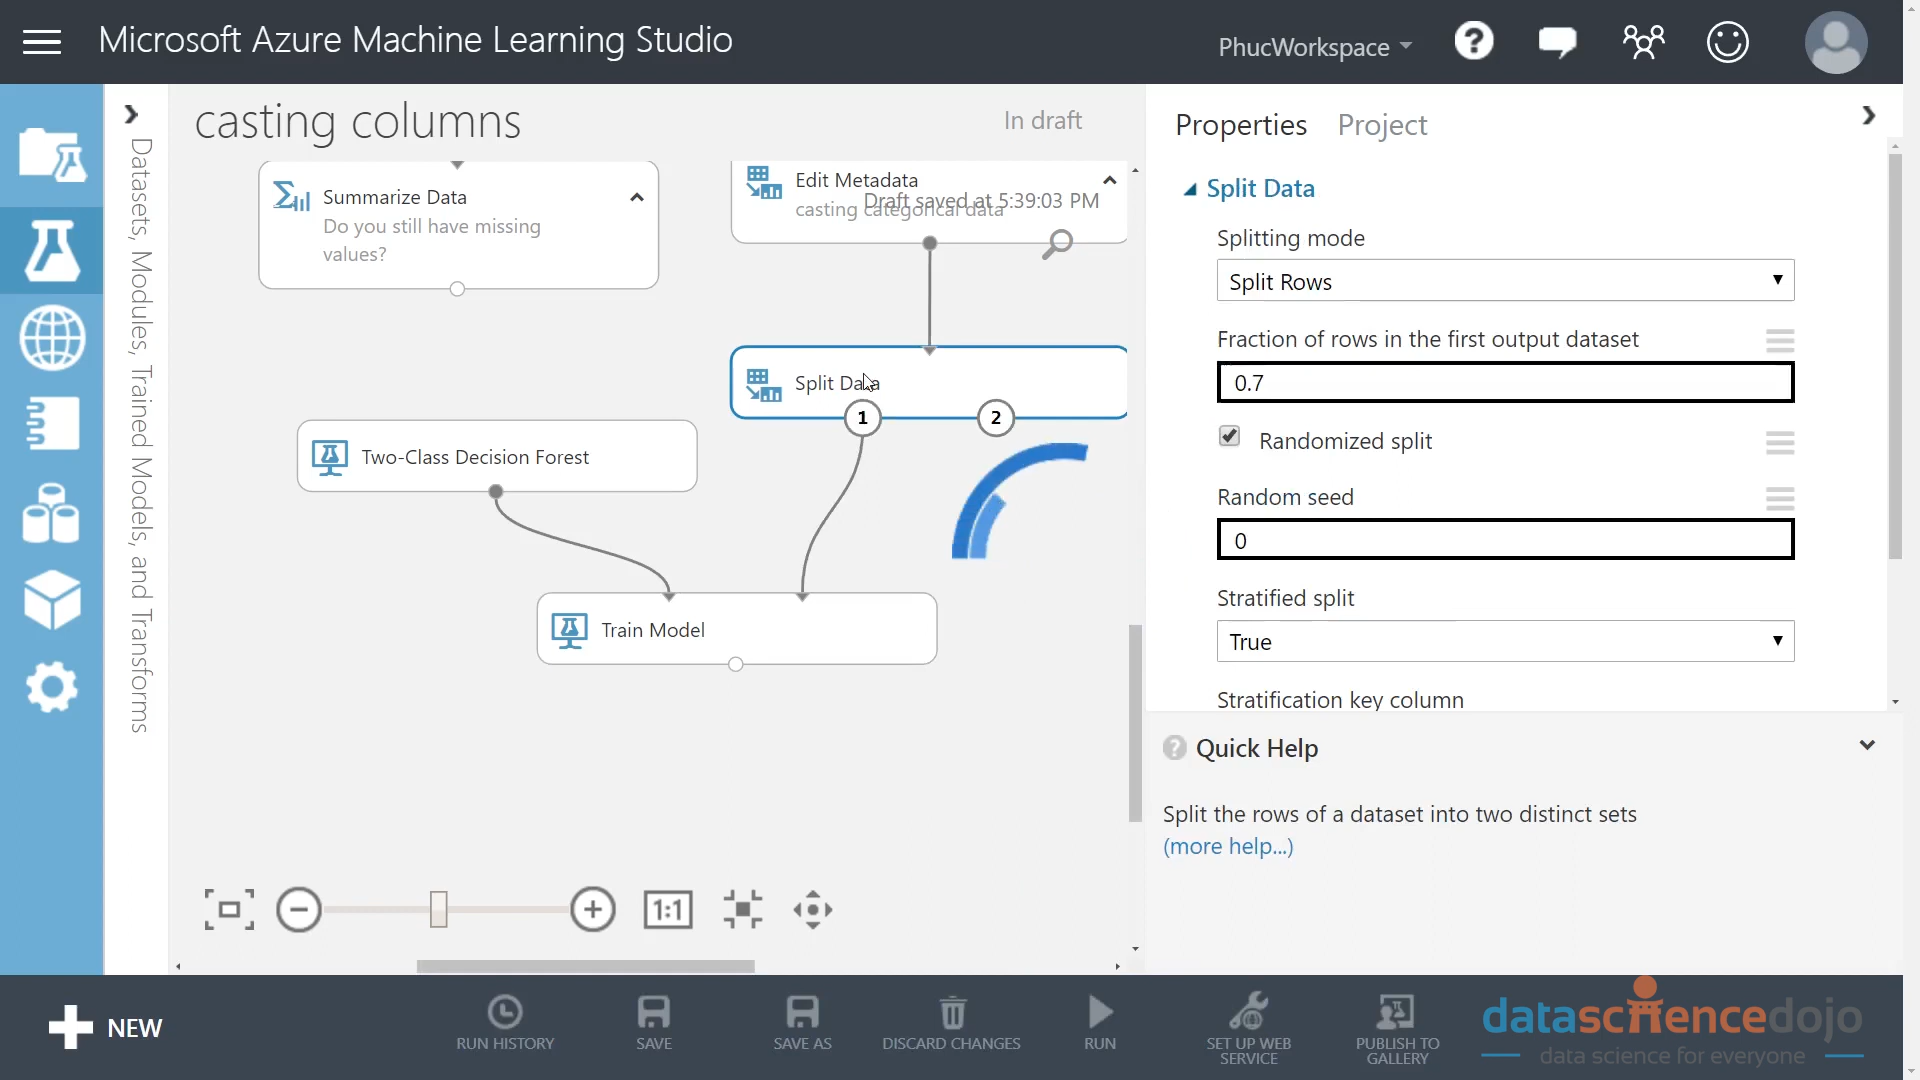 Microsoft Azure Machine Learning Studio
PhucWorkspace
?
casting columns
In draft
Datasets, Modules, Trained Models, and Transforms
Summarize Data
Do you still have missing
values?
Edit Metadata
casting categorical data
Draft saved at 5:39:03 PM
Split Data
1
2
Two-Class Decision Forest
Train Model
1:1
Properties
Project
Split Data
Splitting mode
Split Rows
Fraction of rows in the first output dataset
0.7
Randomized split
Random seed
0
Stratified split
True
Stratification key column
? Quick Help
Split the rows of a dataset into two distinct sets
(more help...)
NEW
RUN HISTORY
SAVE
SAVE AS
DISCARD CHANGES
RUN
SET UP WEB
SERVICE
PUBLISH TO
GALLERY
datasciencedojo
data science for everyone